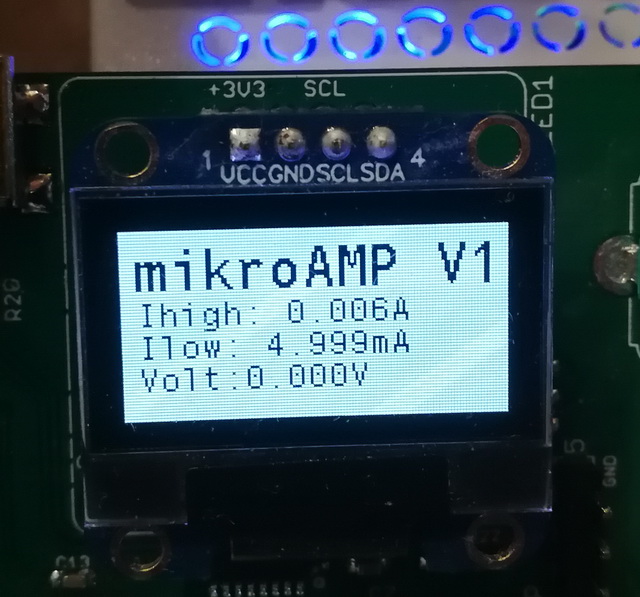 +3V3 SCL
ED1
1 4
VCCGNDSCLSDA
mikroAMP V1
Ihigh: 0.006A
Ilow: 4.999mA
Volt:0.000V
R20
GND
C13